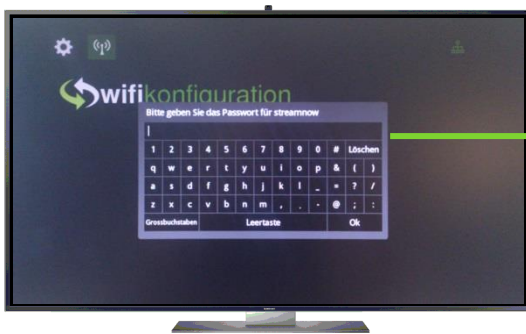 wifikonfiguration
Bitte geben Sie das Passwort für streamnow
1 2 3 4 5 6 7 8 9 0 # Löschen
q w e r t y u i o p & ( )
a s d f g h j k l _ = ? /
z x c v b n m , . - @ ; :
Grossbuchstaben Leertaste Ok